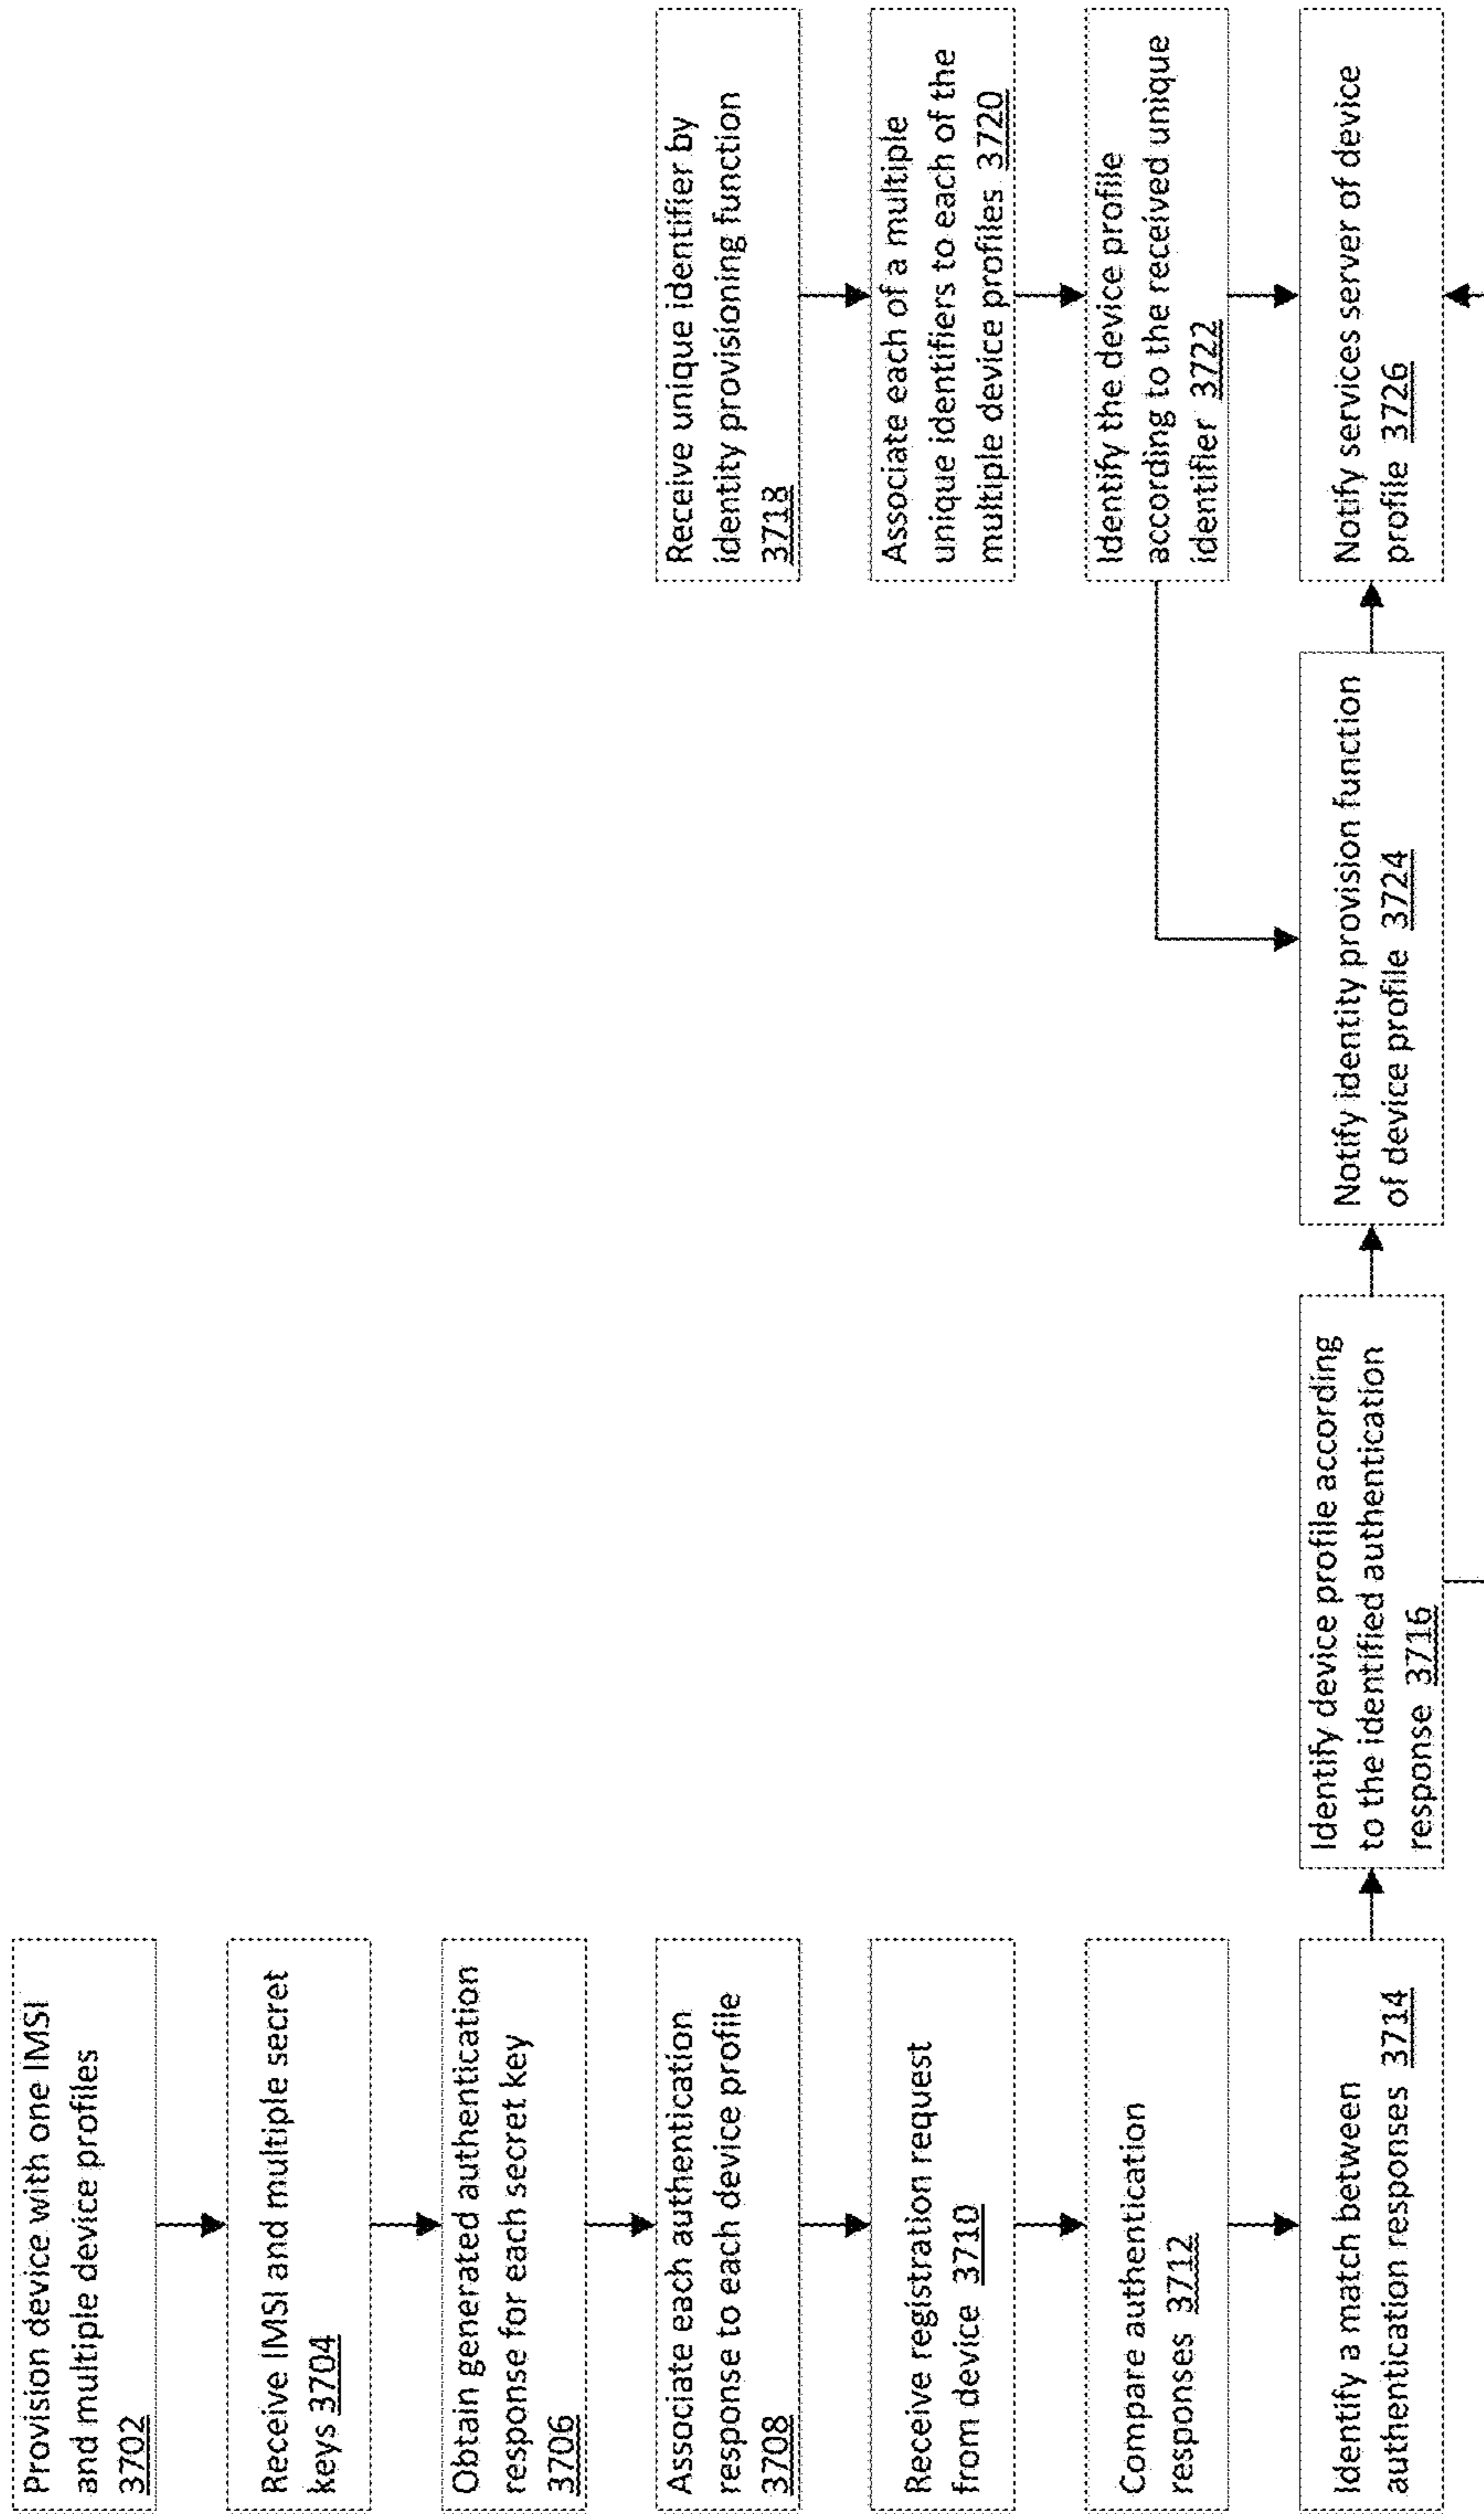 Provision device with one IMSI
and multiple device profiles
3702
Receive IMSI and multiple secret
keys 3704
Obtain generated authentication
response for each secret key
3706
Associate each authentication
response to each device profile
3708
Receive registration request
from device 3710
Compare authentication
responses 3712
Identify a match between
authentication responses 3714
Identify device profile according
to the identified authentication
response 3716
Notify identity provision function
of device profile 3724
Receive unique identifier by
identity provisioning function
3718
Associate each of a multiple
unique identifiers to each of the
multiple device profiles 3720
Identify the device profile
according to the received unique
identifier 3722
Notify services server of device
profile 3726